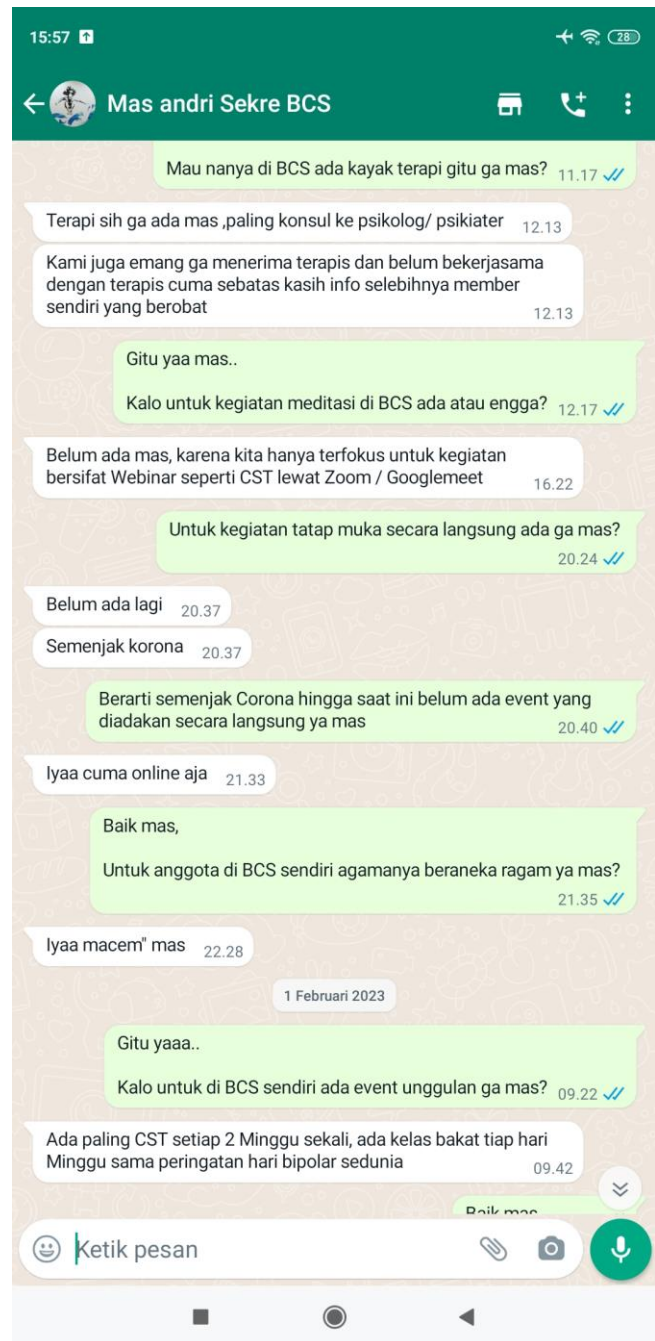 15:57
28
Mas andri Sekre BCS
Mau nanya di BCS ada kayak terapi gitu ga mas? 11.17
Terapi sih ga ada mas ,paling konsul ke psikolog/ psikiater 12.13
Kami juga emang ga menerima terapis dan belum bekerjasama
dengan terapis cuma sebatas kasih info selebihnya member
sendiri yang berobat 12.13
Gitu yaa mas..
Kalo untuk kegiatan meditasi di BCS ada atau engga? 12.17
Belum ada mas, karena kita hanya terfokus untuk kegiatan
bersifat Webinar seperti CST lewat Zoom / Googlemeet 16.22
Untuk kegiatan tatap muka secara langsung ada ga mas?
20.24
Belum ada lagi 20.37
Semenjak korona 20.37
Berarti semenjak Corona hingga saat ini belum ada event yang
diadakan secara langsung ya mas 20.40
Iyaa cuma online aja 21.33
Baik mas,
Untuk anggota di BCS sendiri agamanya beraneka ragam ya mas?
21.35
Iyaa macem" mas 22.28
1 Februari 2023
Gitu yaaa..
Kalo untuk di BCS sendiri ada event unggulan ga mas? 09.22
Ada paling CST setiap 2 Minggu sekali, ada kelas bakat tiap hari
Minggu sama peringatan hari bipolar sedunia 09.42
Baik mas
Ketik pesan